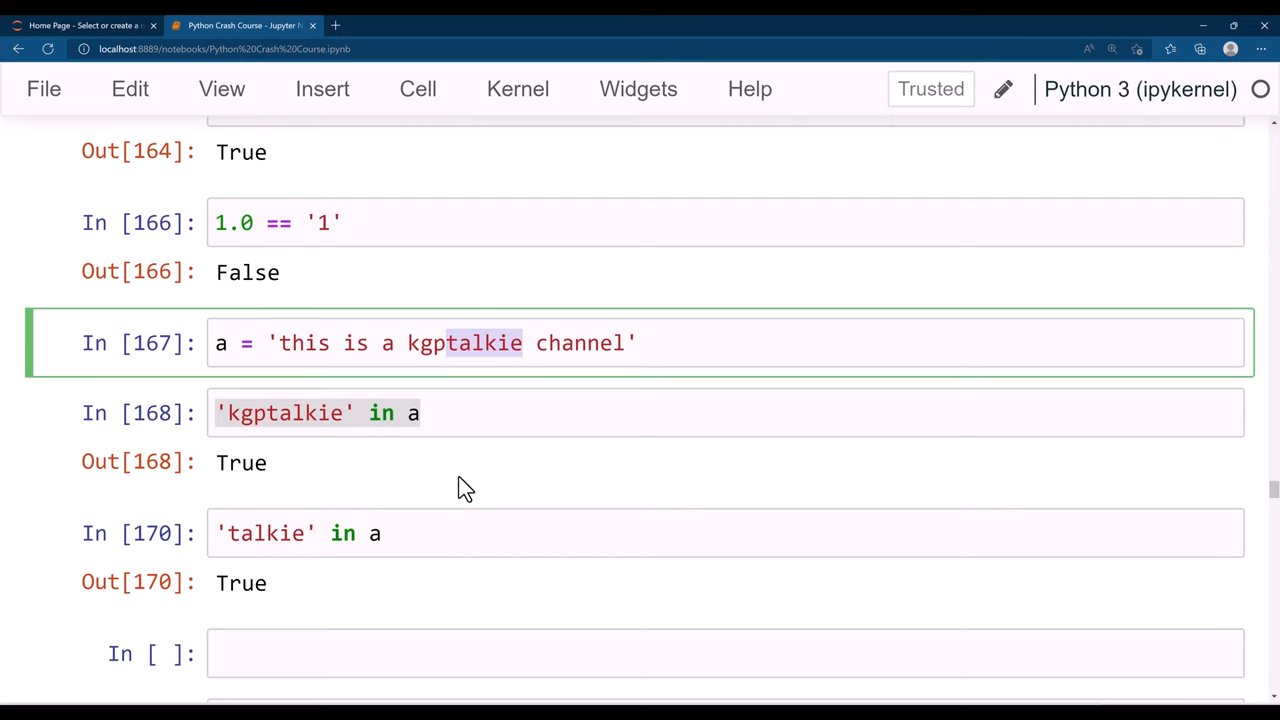 Home Page - Select or create a n
Python Crash Course - Jupyter N
localhost:8889/notebooks/Python%20Crash%20Course.ipynb
File Edit View Insert Cell Kernel Widgets Help Trusted Python 3 (ipykernel)
Out[164]: True
In [166]: 1.0 == '1'
Out[166]: False
In [167]: a = 'this is a kgptalkie channel'
In [168]: 'kgptalkie' in a
Out[168]: True
In [170]: 'talkie' in a
Out[170]: True
In [ ]: